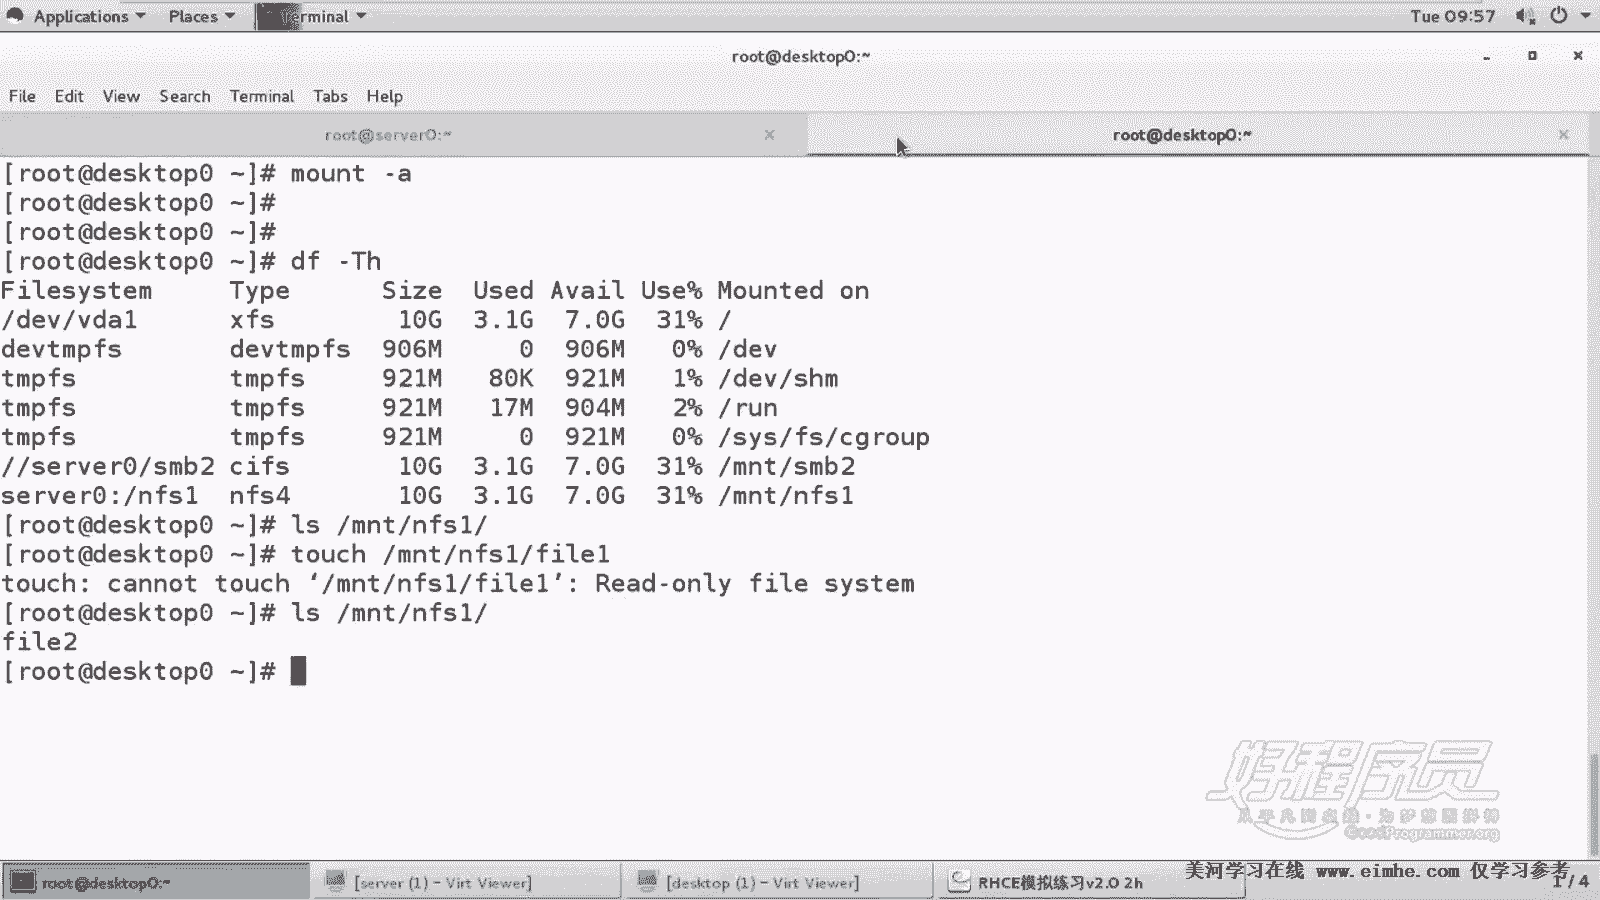 Applications Places Terminal Tue 09:57
root@desktop0:~
File Edit View Search Terminal Tabs Help
root@server0:~ root@desktop0:~
[root@desktop0 ~]# mount -a
[root@desktop0 ~]#
[root@desktop0 ~]#
[root@desktop0 ~]# df -Th
Filesystem Type Size Used Avail Use% Mounted on
/dev/vda1 xfs 10G 3.1G 7.0G 31% /
devtmpfs devtmpfs 906M 0 906M 0% /dev
tmpfs tmpfs 921M 80K 921M 1% /dev/shm
tmpfs tmpfs 921M 17M 904M 2% /run
tmpfs tmpfs 921M 0 921M 0% /sys/fs/cgroup
//server0/smb2 cifs 10G 3.1G 7.0G 31% /mnt/smb2
server0:/nfs1 nfs4 10G 3.1G 7.0G 31% /mnt/nfs1
[root@desktop0 ~]# ls /mnt/nfs1/
[root@desktop0 ~]# touch /mnt/nfs1/file1
touch: cannot touch ‘/mnt/nfs1/file1’: Read-only file system
[root@desktop0 ~]# ls /mnt/nfs1/
file2
[root@desktop0 ~]#
好程序员
GoodProgrammer.org
美河学习在线 www.eimhe.com 仅学习参考
root@desktop0:~ [server (1) – Virt Viewer] [desktop (1) – Virt Viewer] RHCE模拟练习v2.0 2h 1 / 4